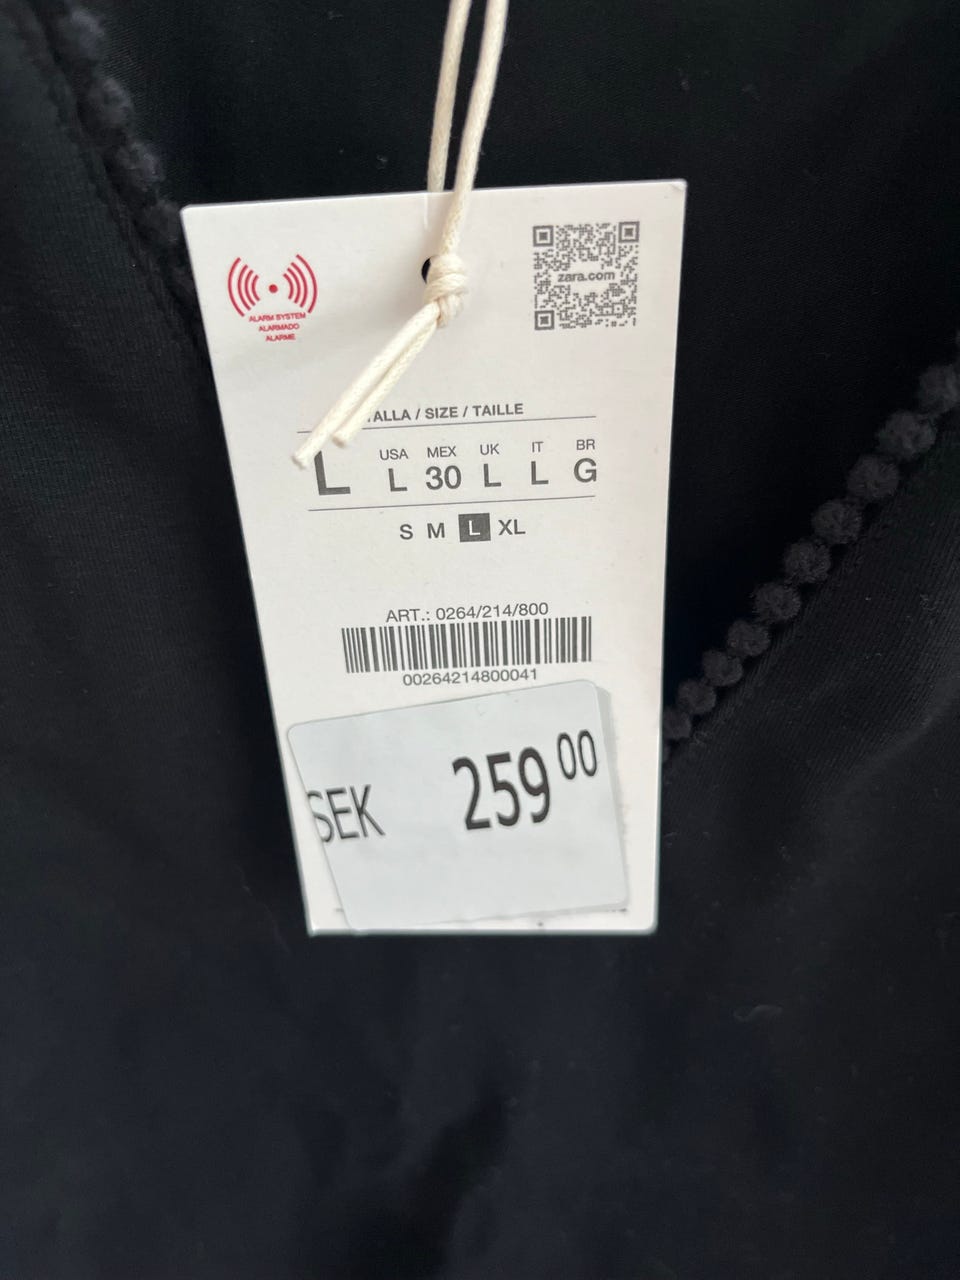 zara.com
ALARM SYSTEM
ALARMADO
ALARME
TALLA / SIZE / TAILLE
L
USA MEX UK IT BR
L 30 L L G
S M L XL
ART.: 0264/214/800
00264214800041
SEK 259 00